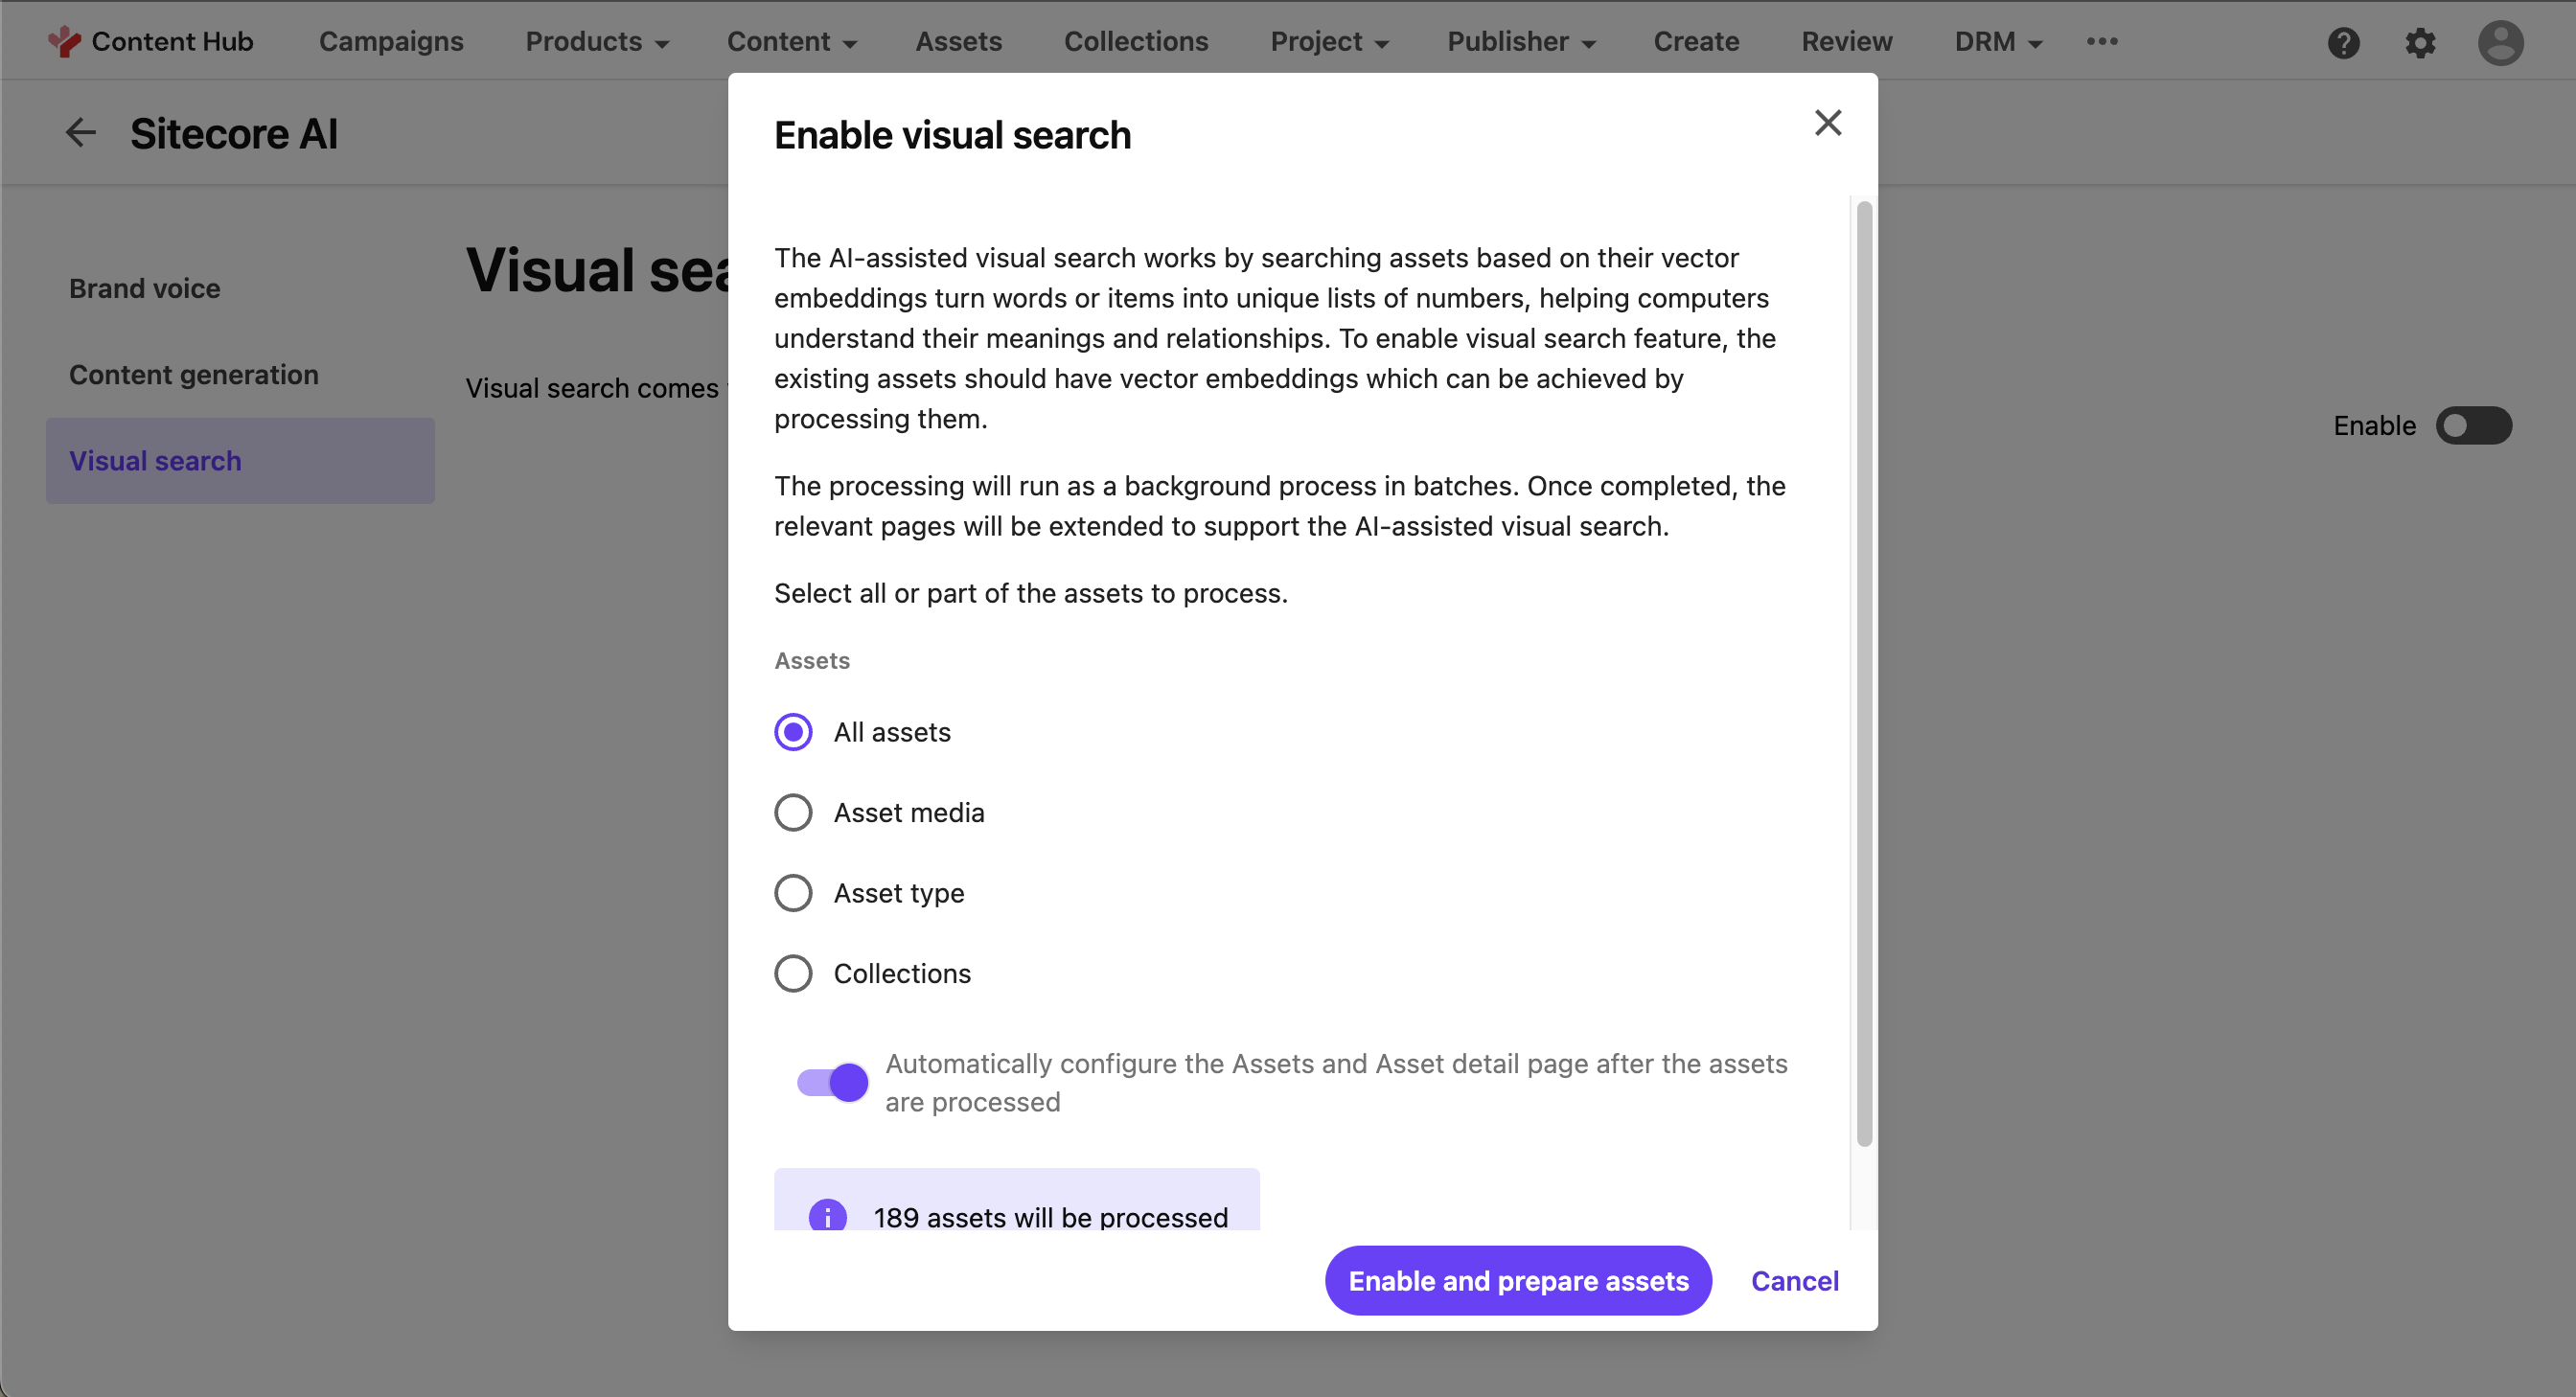 Content Hub Campaigns Products Content Assets Collections Project Publisher Create Review DRM
Sitecore AI
Brand voice
Content generation
Visual search
Visual sea
Visual search comes
Enable
Enable visual search
The AI-assisted visual search works by searching assets based on their vector
embeddings turn words or items into unique lists of numbers, helping computers
understand their meanings and relationships. To enable visual search feature, the
existing assets should have vector embeddings which can be achieved by
processing them.
The processing will run as a background process in batches. Once completed, the
relevant pages will be extended to support the AI-assisted visual search.
Select all or part of the assets to process.
Assets
All assets
Asset media
Asset type
Collections
Automatically configure the Assets and Asset detail page after the assets
are processed
189 assets will be processed
Enable and prepare assets Cancel